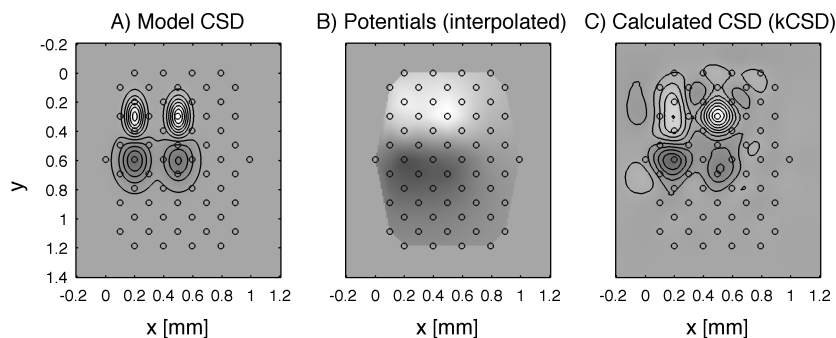 A) Model CSD B) Potentials (interpolated) C) Calculated CSD (kCSD)
-0.2
0
0.2
0.4
0.6
0.8
1
1.2
1.4
y
-0.2 0 0.2 0.4 0.6 0.8 1 1.2 -0.2 0 0.2 0.4 0.6 0.8 1 1.2 -0.2 0 0.2 0.4 0.6 0.8 1 1.2
x [mm] x [mm] x [mm]